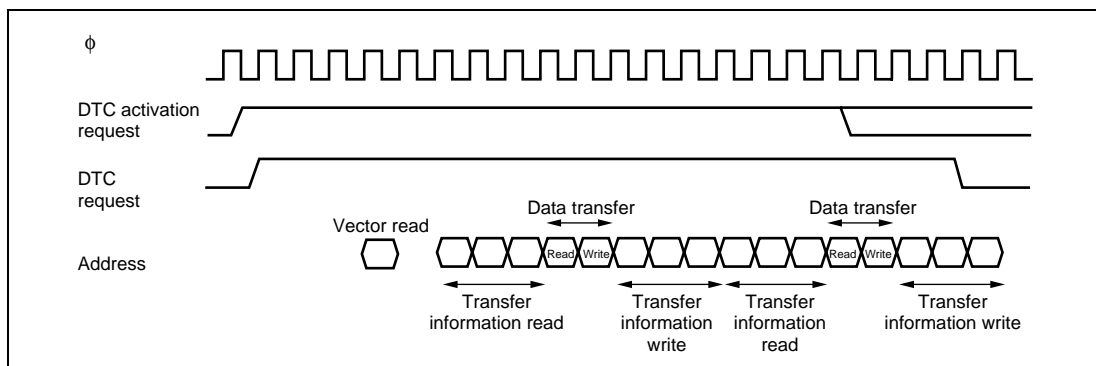 ϕ
DTC activation
request
DTC
request
Data transfer
Data transfer
Vector read
Address
Read
Write
Read
Write
Transfer
information read
Transfer
information
write
Transfer
information
read
Transfer
information write